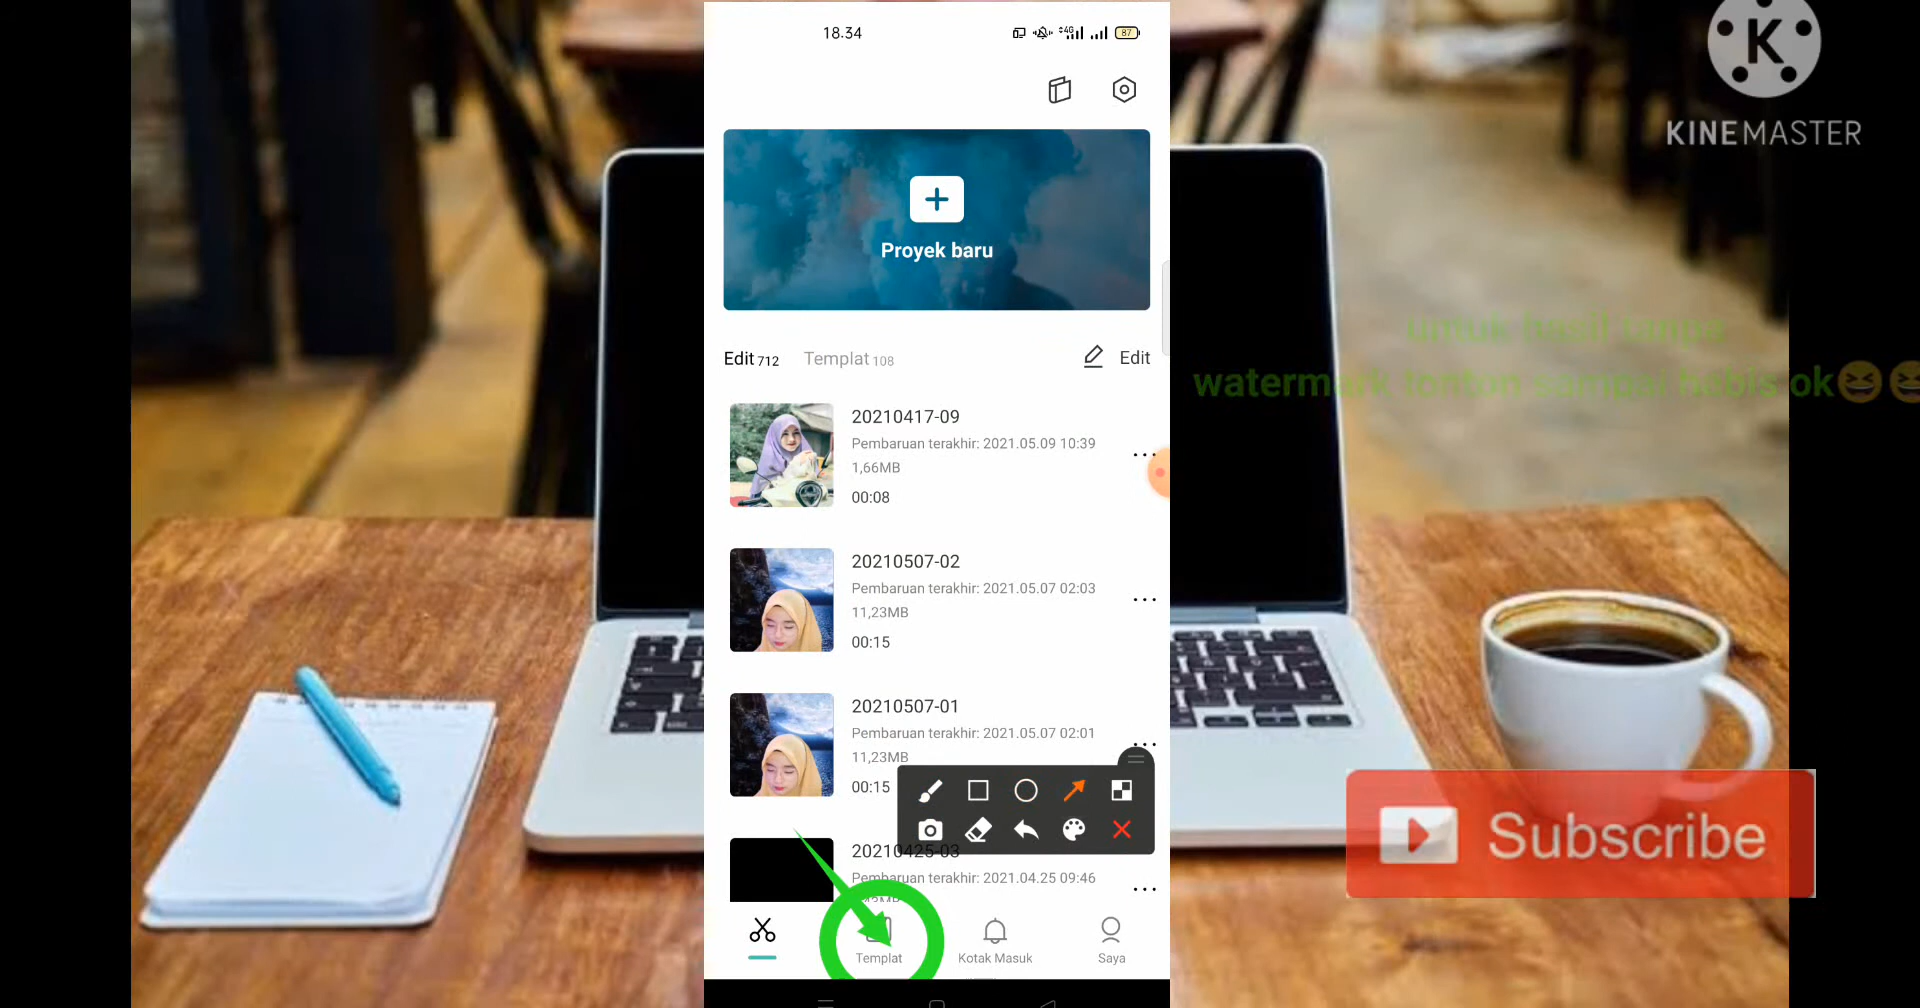 18.34
4G
87
K
KINEMASTER
Proyek baru
untuk hasil tanpa
watermark tonton sampai habis ok😆😆
Edit 712
Templat 108
Edit
20210417-09
Pembaruan terakhir: 2021.05.09 10:39
1,66MB
00:08
20210507-02
Pembaruan terakhir: 2021.05.07 02:03
11,23MB
00:15
20210507-01
Pembaruan terakhir: 2021.05.07 02:01
11,23MB
00:15
20210425-03
Pembaruan terakhir: 2021.04.25 09:46
Subscribe
Templat
Kotak Masuk
Saya